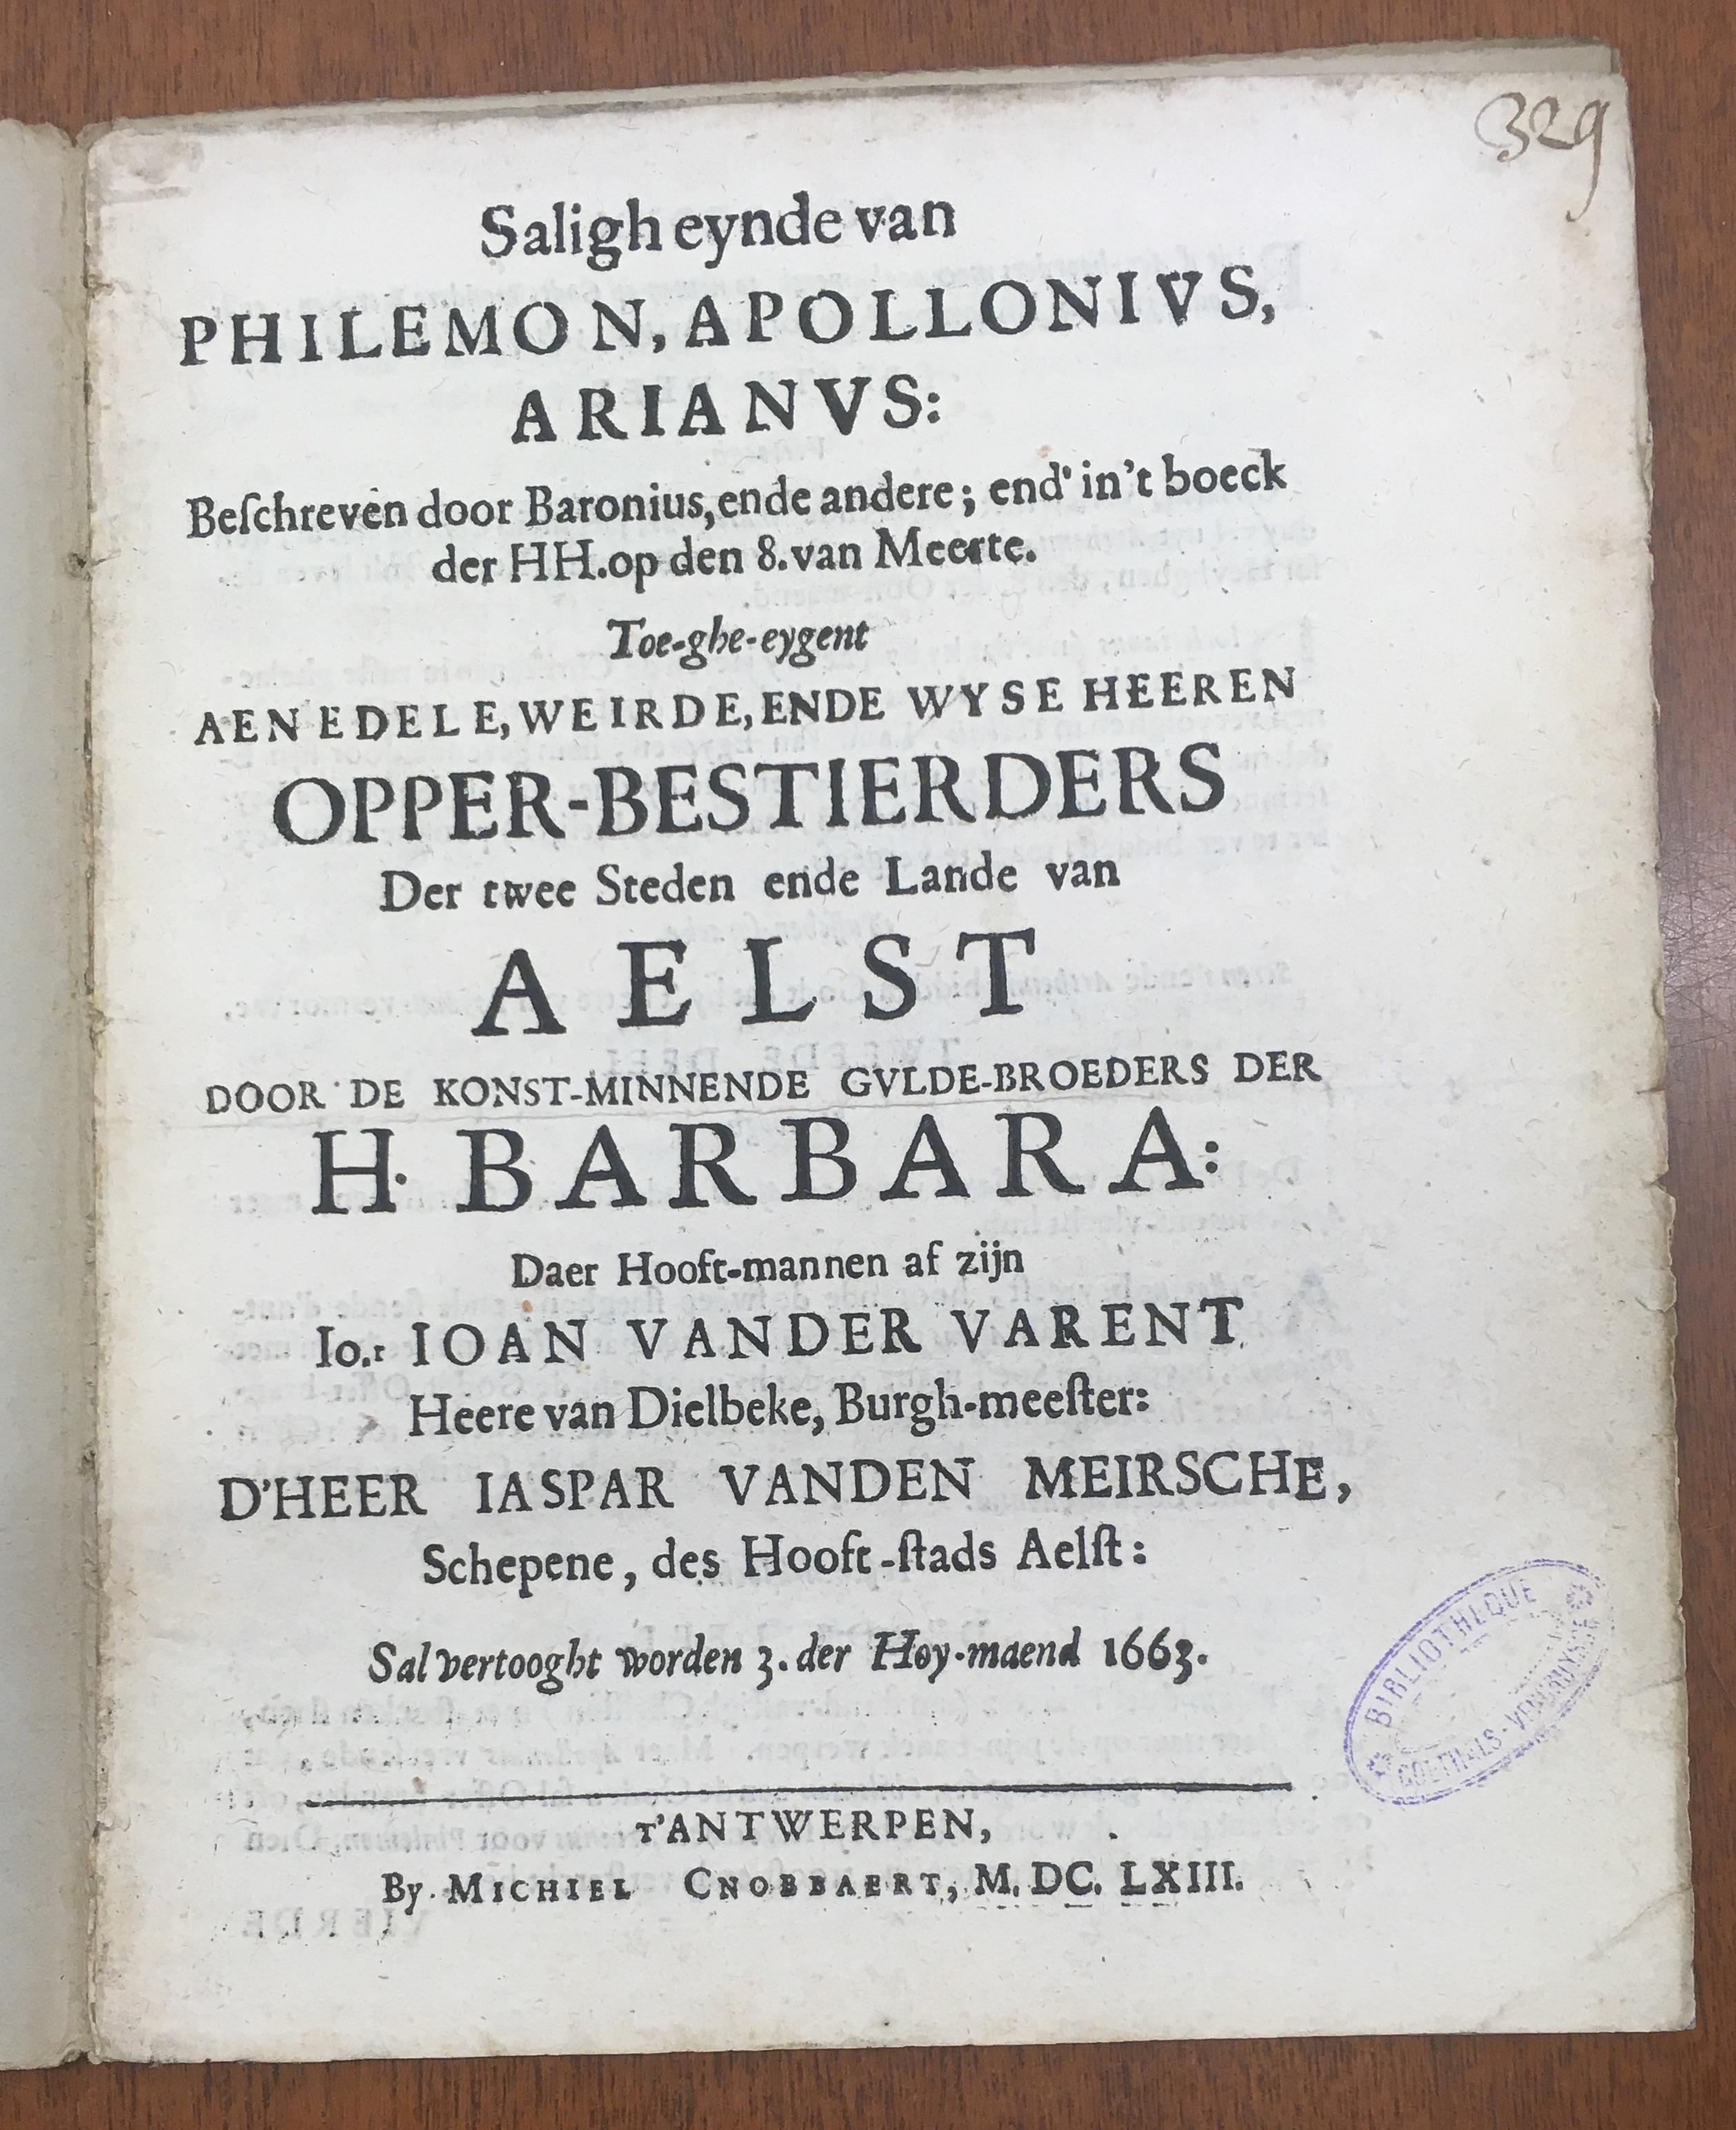 329
Saligh eynde van
PHILEMON, APOLLONIVS,
ARIANVS:
Beſchreven door Baronius, ende andere; end' in't boeck
der HH. op den 8. van Meerte.
Toe-ghe-eygent
AEN EDELE, WEIRDE, ENDE WYSE HEEREN
OPPER-BESTIERDERS
Der twee Steden ende Lande van
AELST
DOOR DE KONST-MINNENDE GVLDE-BROEDERS DER
H. BARBARA:
Daer Hooft-mannen af zijn
Io.r IOAN VANDER VARENT
Heere van Dielbeke, Burgh-meeſter:
D'HEER IASPAR VANDEN MEIRSCHE,
Schepene, des Hooft-ſtads Aelſt:
Sal vertooght worden 3. der Hoy-maend 1663.
T'ANTWERPEN,
By MICHIEL CNOBBAERT, M. DC. LXIII.
BIBLIOTHEQUE
GOETHALS-VERCRUYSSE